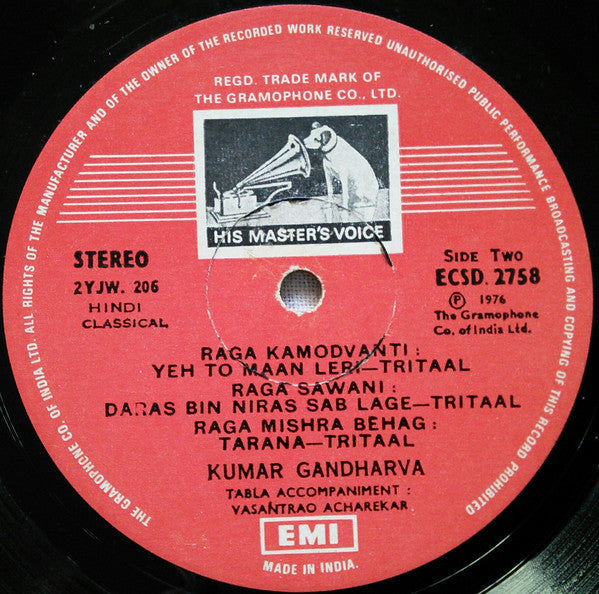 THE GRAMOPHONE CO. OF INDIA LTD. ALL RIGHTS OF THE MANUFACTURER AND OF THE OWNER OF THE RECORDED WORK RESERVED UNAUTHORISED PUBLIC PERFORMANCE BROADCASTING AND COPYING OF THIS RECORD PROHIBITED
REGD. TRADE MARK OF
THE GRAMOPHONE CO., LTD.
HIS MASTER'S VOICE
STEREO
2YJW. 206
HINDI
CLASSICAL
SIDE TWO
ECSD. 2758
Ⓟ 1976
The Gramophone
Co. of India Ltd.
RAGA KAMODVANTI :
YEH TO MAAN LERI—TRITAAL
RAGA SAWANI :
DARAS BIN NIRAS SAB LAGE—TRITAAL
RAGA MISHRA BEHAG :
TARANA—TRITAAL
KUMAR GANDHARVA
TABLA ACCOMPANIMENT :
VASANTRAO ACHAREKAR
EMI
MADE IN INDIA.